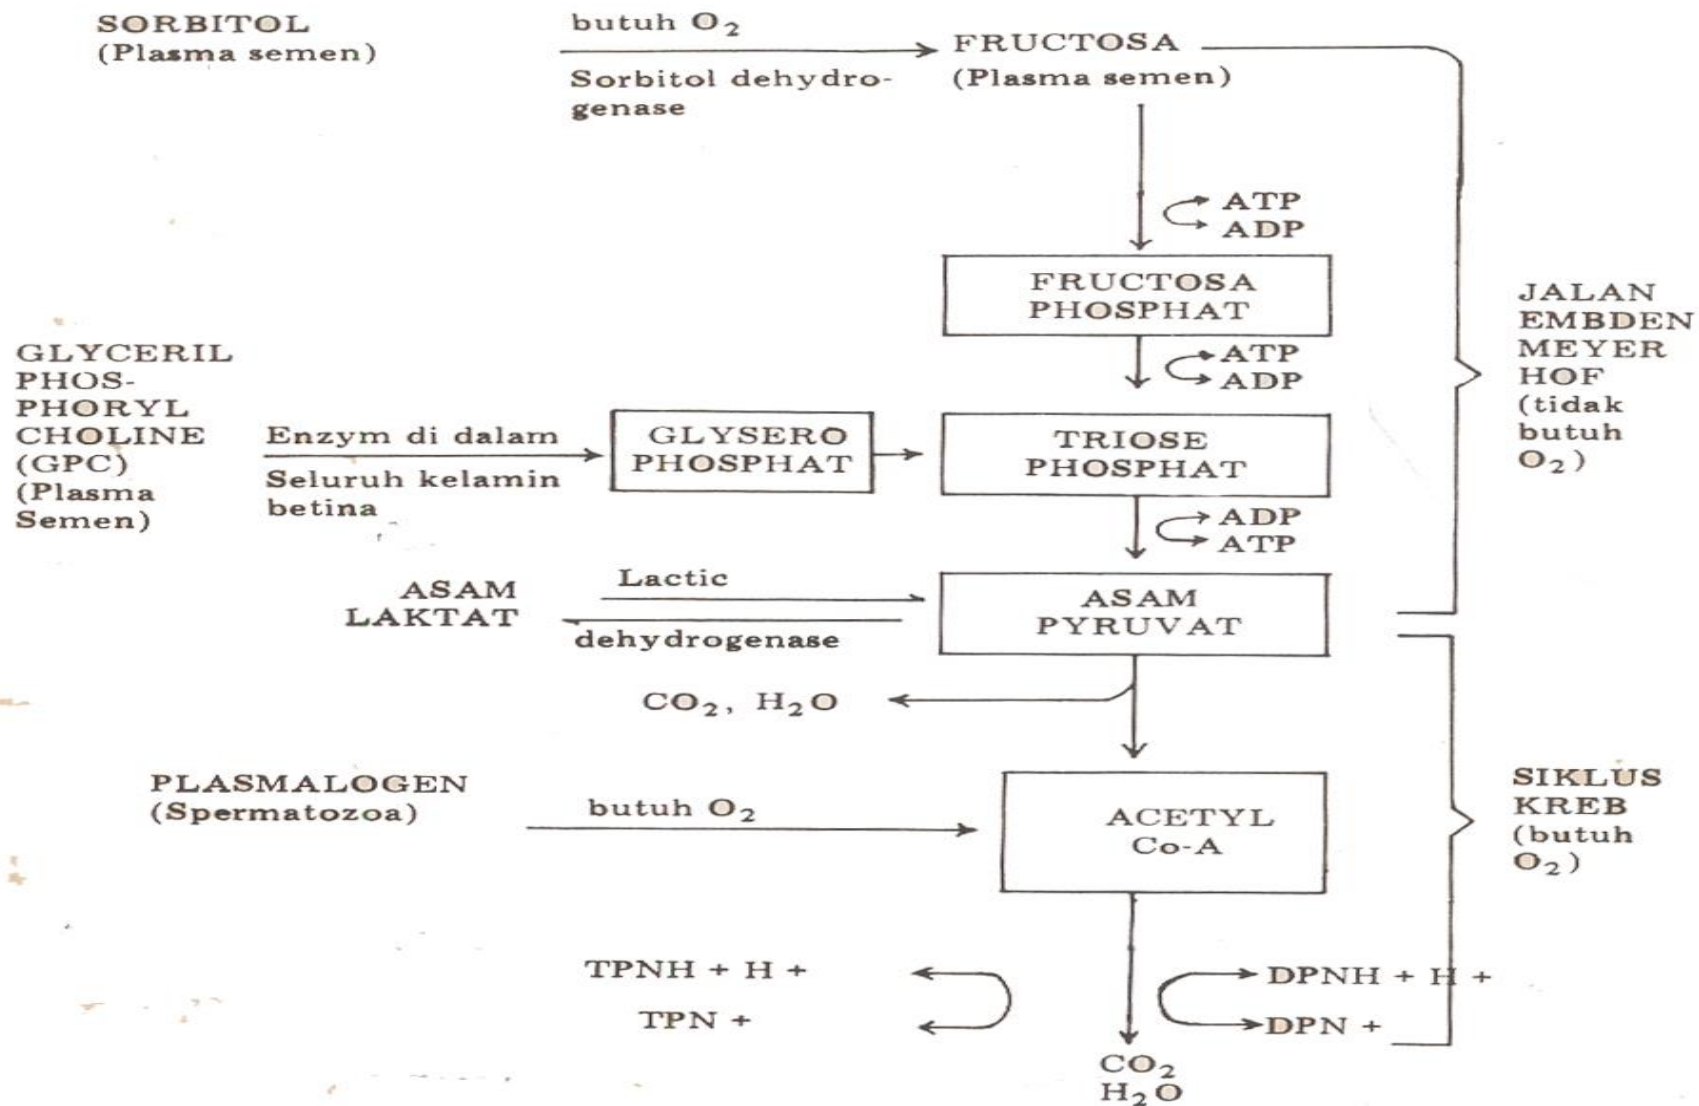 SORBITOL
(Plasma semen)
butuh O₂
Sorbitol dehydro-
genase
FRUCTOSA
(Plasma semen)
ATP
ADP
FRUCTOSA
PHOSPHAT
ATP
ADP
JALAN
EMBDEN
MEYER
HOF
(tidak
butuh
O₂)
GLYCERIL
PHOS-
PHORYL
CHOLINE
(GPC)
(Plasma
Semen)
Enzym di dalam
Seluruh kelamin
betina
GLYSERO
PHOSPHAT
TRIOSE
PHOSPHAT
ADP
ATP
ASAM
LAKTAT
Lactic
dehydrogenase
ASAM
PYRUVAT
CO₂, H₂O
PLASMALOGEN
(Spermatozoa)
butuh O₂
ACETYL
Co-A
SIKLUS
KREB
(butuh
O₂)
TPNH + H +
TPN +
DPNH + H +
DPN +
CO₂
H₂O